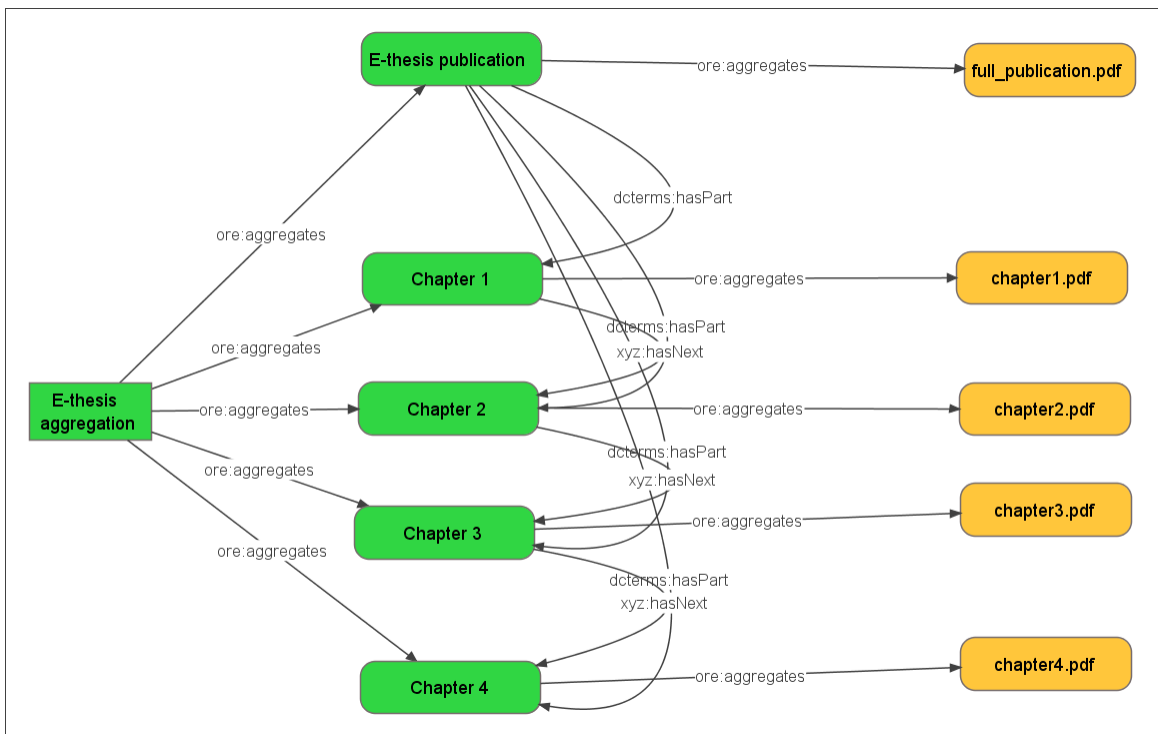 E-thesis publication
ore:aggregates
full_publication.pdf
dcterms:hasPart
ore:aggregates
Chapter 1
ore:aggregates
chapter1.pdf
dcterms:hasPart
ore:aggregates
xyz:hasNext
E-thesis
aggregation
ore:aggregates
Chapter 2
ore:aggregates
chapter2.pdf
dcterms:hasPart
ore:aggregates
xyz:hasNext
Chapter 3
ore:aggregates
chapter3.pdf
ore:aggregates
dcterms:hasPart
xyz:hasNext
Chapter 4
ore:aggregates
chapter4.pdf